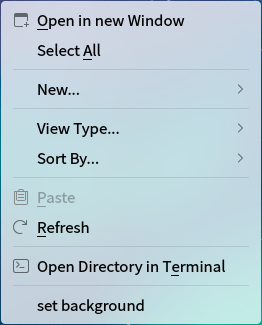 Open in new Window
Select All
New...
View Type...
Sort By...
Paste
Refresh
Open Directory in Terminal
set background